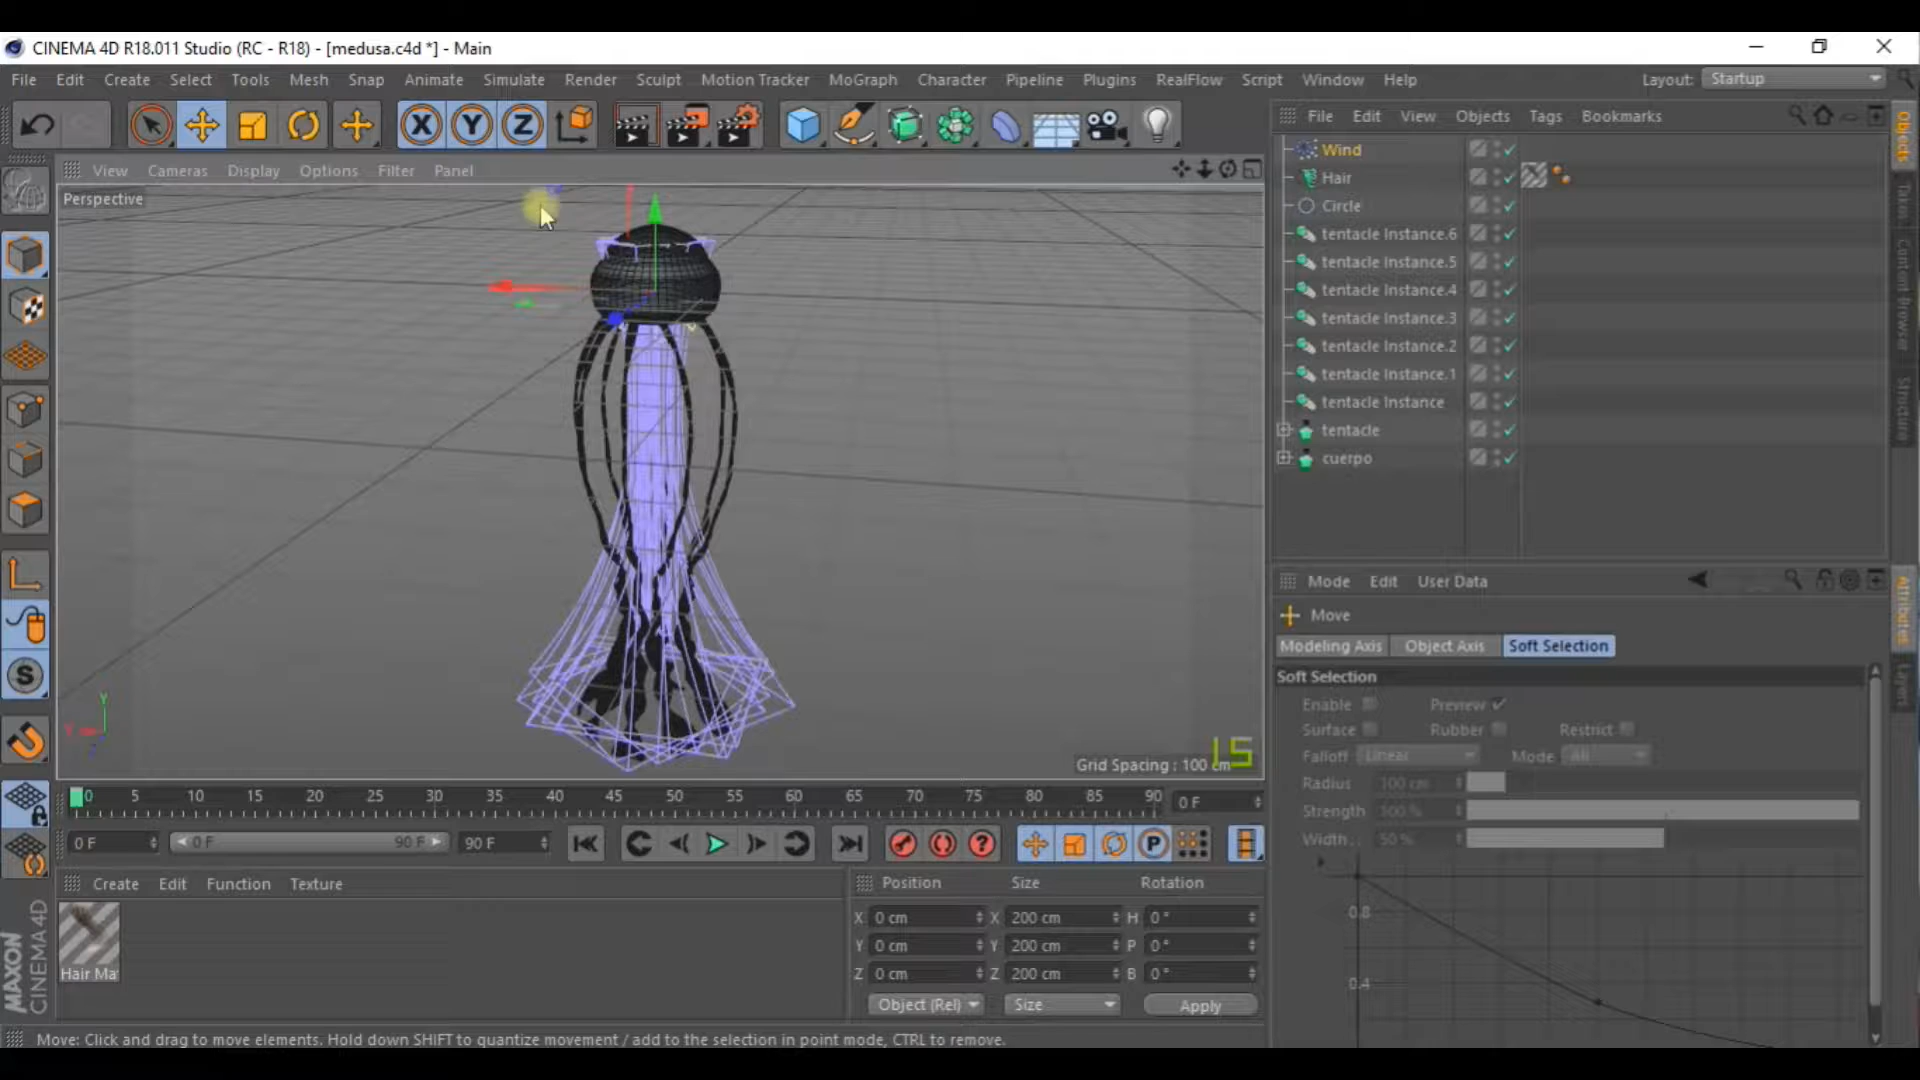 CINEMA 4D R18.011 Studio (RC - R18) - [medusa.c4d *] - Main
File Edit Create Select Tools Mesh Snap Animate Simulate Render Sculpt Motion Tracker MoGraph Character Pipeline Plugins RealFlow Script Window Help Layout: Startup
X Y Z
File Edit View Objects Tags Bookmarks
View Cameras Display Options Filter Panel
Perspective
Wind
Hair
Circle
tentacle Instance.6
tentacle Instance.5
tentacle Instance.4
tentacle Instance.3
tentacle Instance.2
tentacle Instance.1
tentacle Instance
tentacle
cuerpo
Objects
Takes
Content Browser
Structure
Mode Edit User Data
Move
Modeling Axis Object Axis Soft Selection
Soft Selection
Enable Preview
Surface Rubber Restrict
Falloff Linear Mode All
Radius 100 cm
Strength 100 %
Width . . 50 %
0.8
0.4
Attributes
Layers
S
Y
Grid Spacing : 100 cm
15
0 5 10 15 20 25 30 35 40 45 50 55 60 65 70 75 80 85 90 0 F
0 F 0 F 90 F 90 F P
Create Edit Function Texture
Hair Ma
Position Size Rotation
X 0 cm X 200 cm H 0 °
Y 0 cm Y 200 cm P 0 °
Z 0 cm Z 200 cm B 0 °
Object (Rel) Size Apply
MAXON
CINEMA 4D
Move: Click and drag to move elements. Hold down SHIFT to quantize movement / add to the selection in point mode, CTRL to remove.